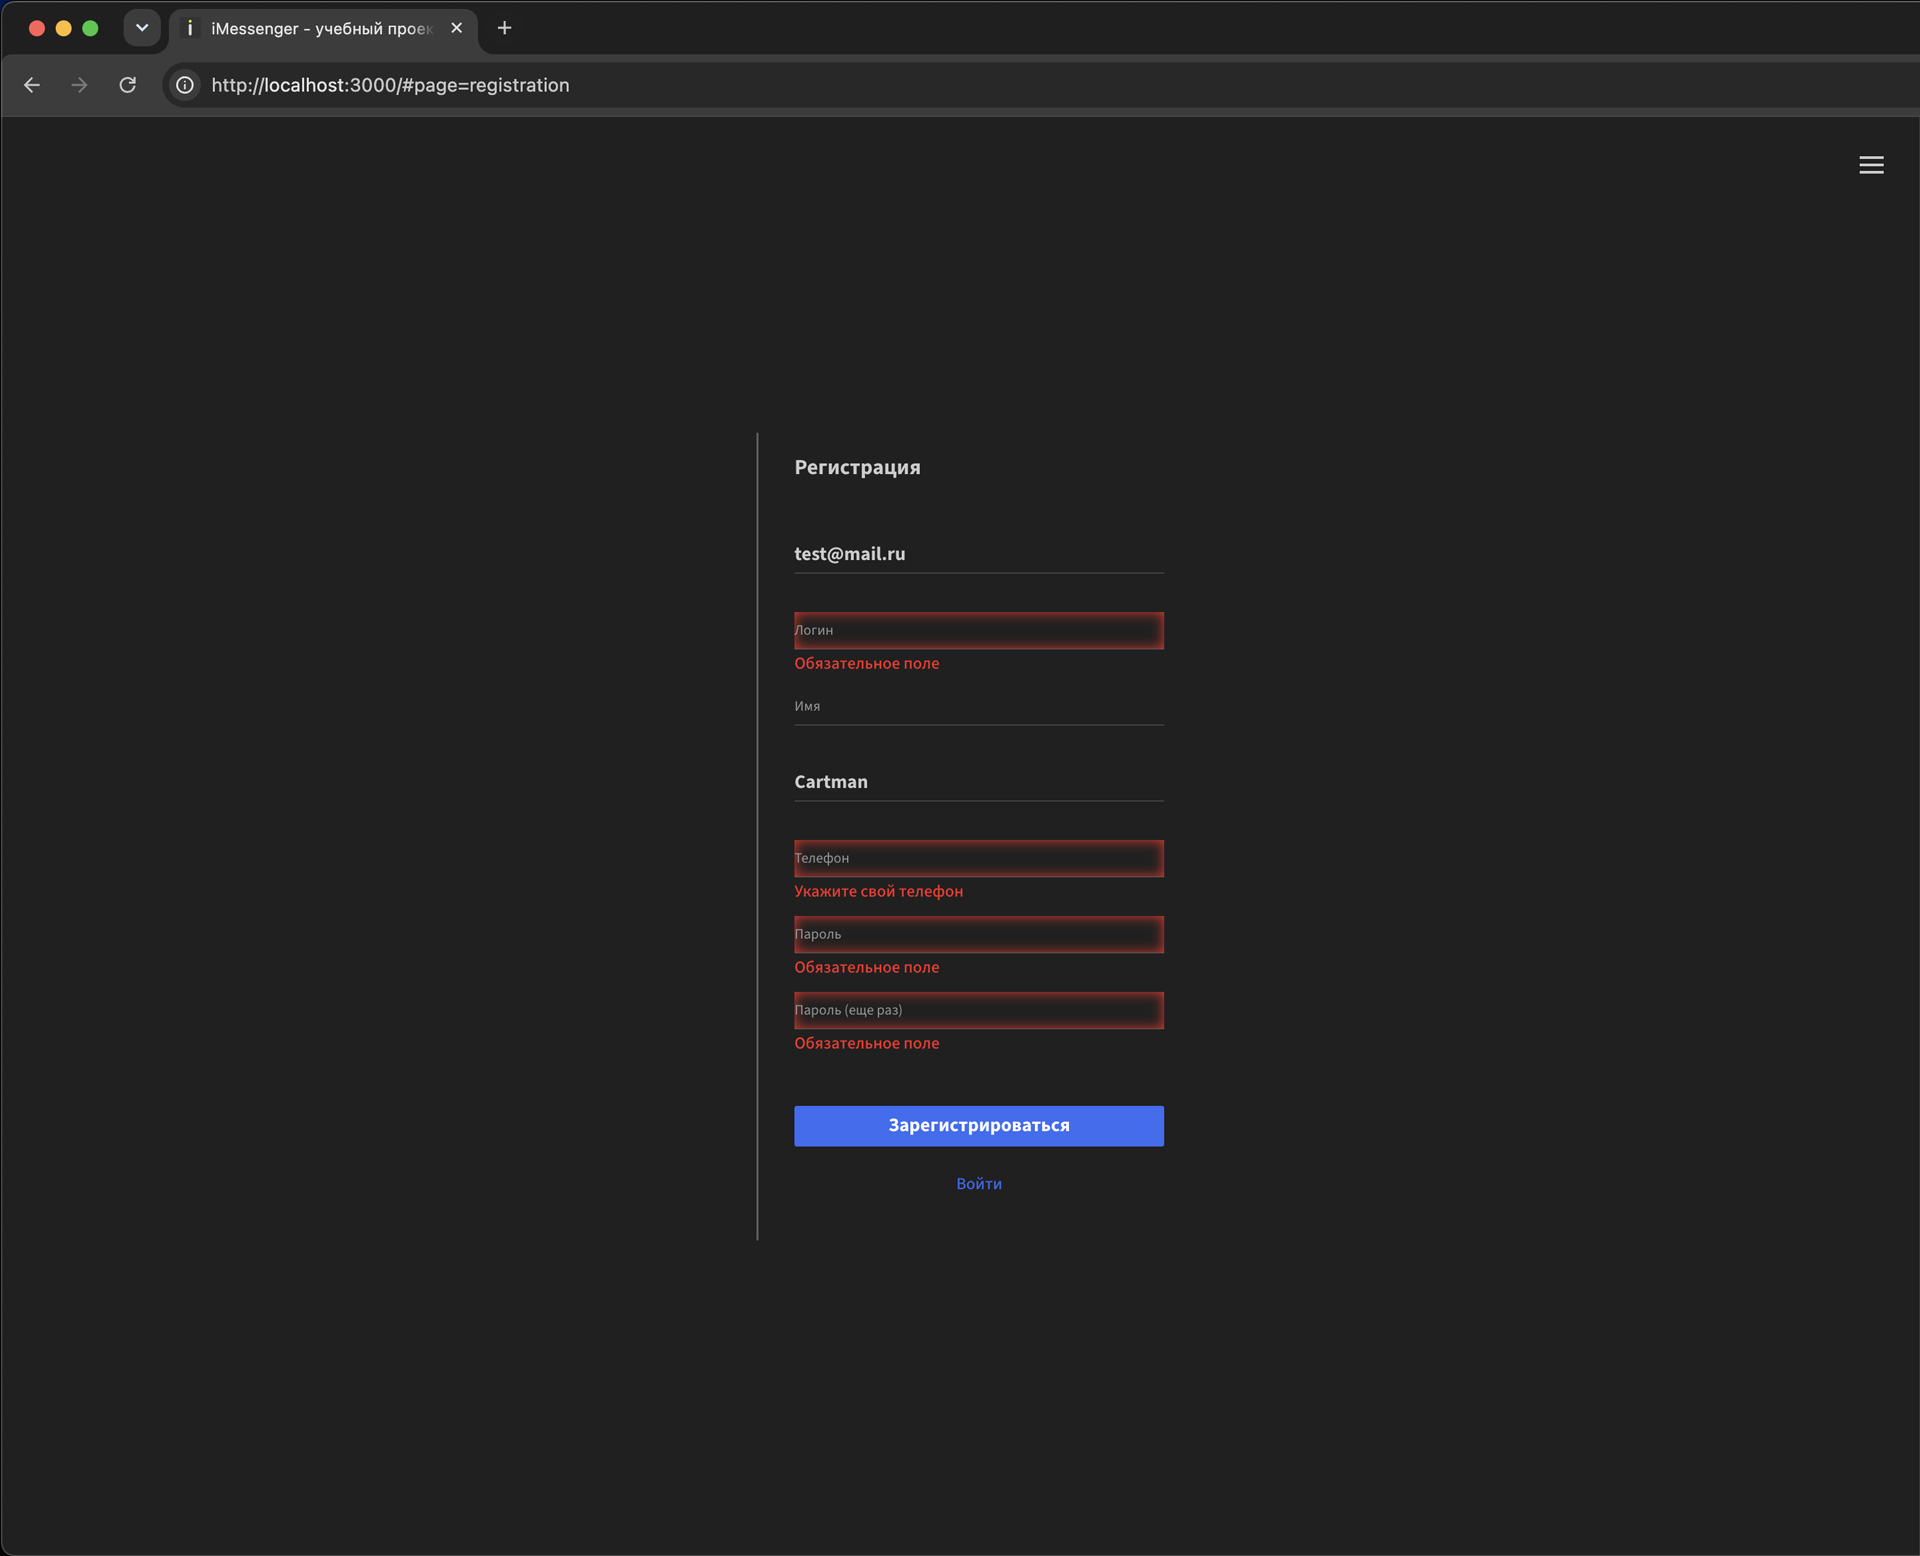 iMessenger - учебный проек
http://localhost:3000/#page=registration
Регистрация
test@mail.ru
Логин
Обязательное поле
Имя
Cartman
Телефон
Укажите свой телефон
Пароль
Обязательное поле
Пароль (еще раз)
Обязательное поле
Зарегистрироваться
Войти